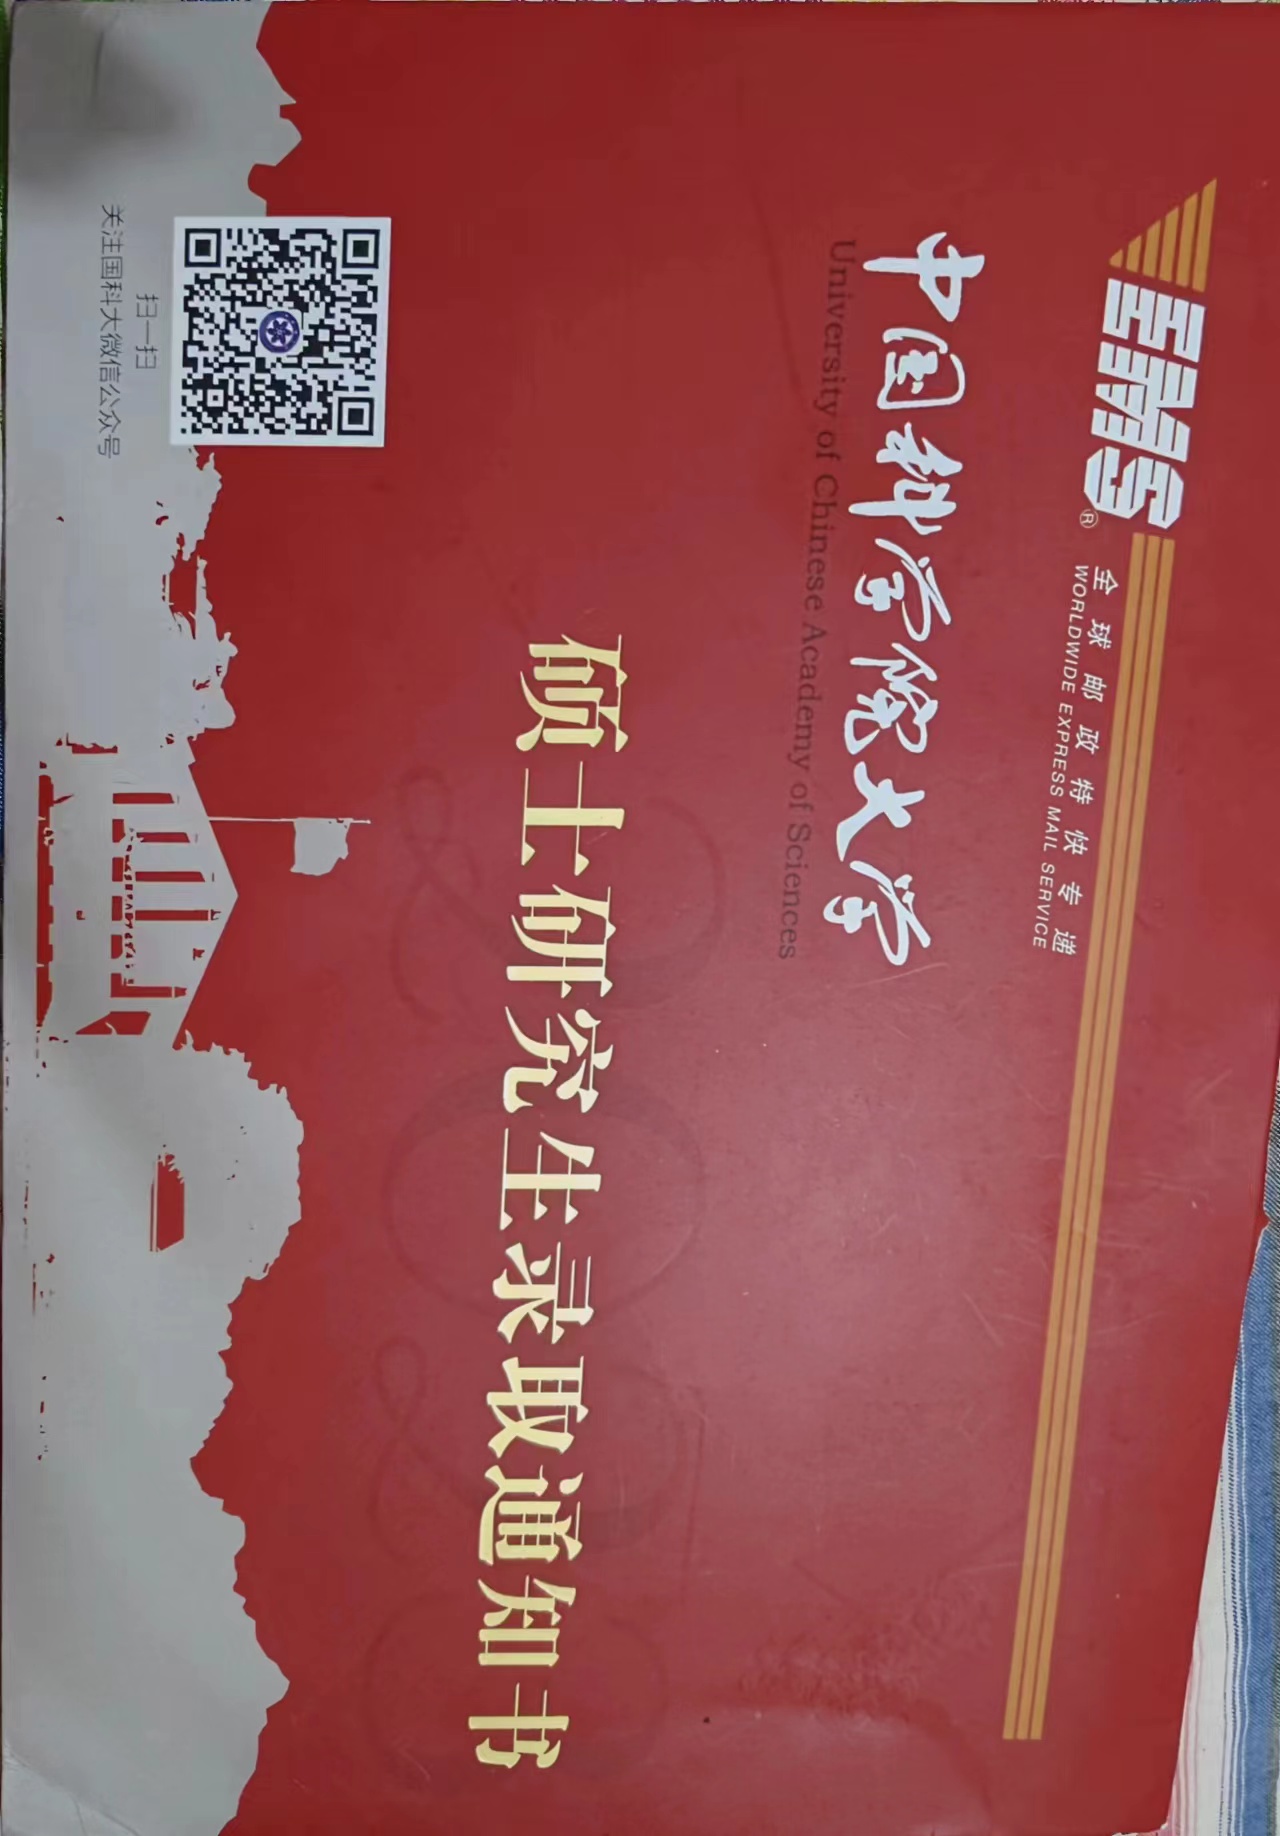 EMS®
全球邮政特快专递
WORLDWIDE EXPRESS MAIL SERVICE
中国科学院大学
University of Chinese Academy of Sciences
硕士研究生录取通知书
扫一扫
关注国科大微信公众号